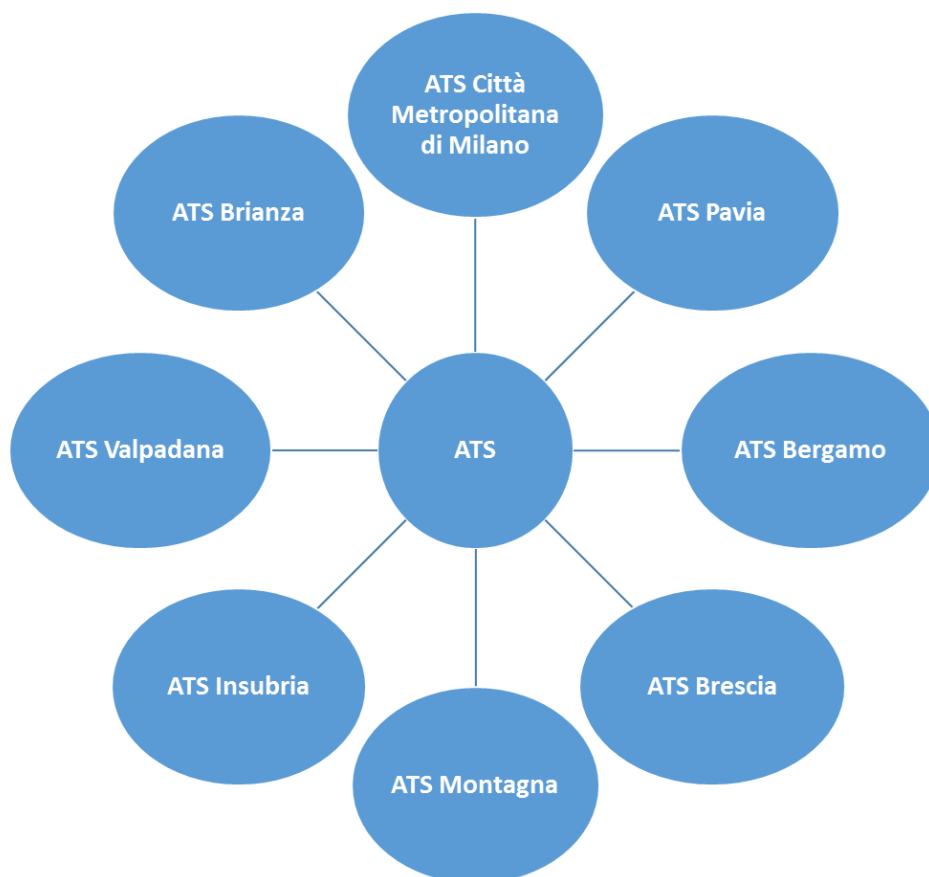 ATS Città
Metropolitana
di Milano
ATS Brianza
ATS Pavia
ATS Valpadana
ATS
ATS Bergamo
ATS Insubria
ATS Brescia
ATS Montagna